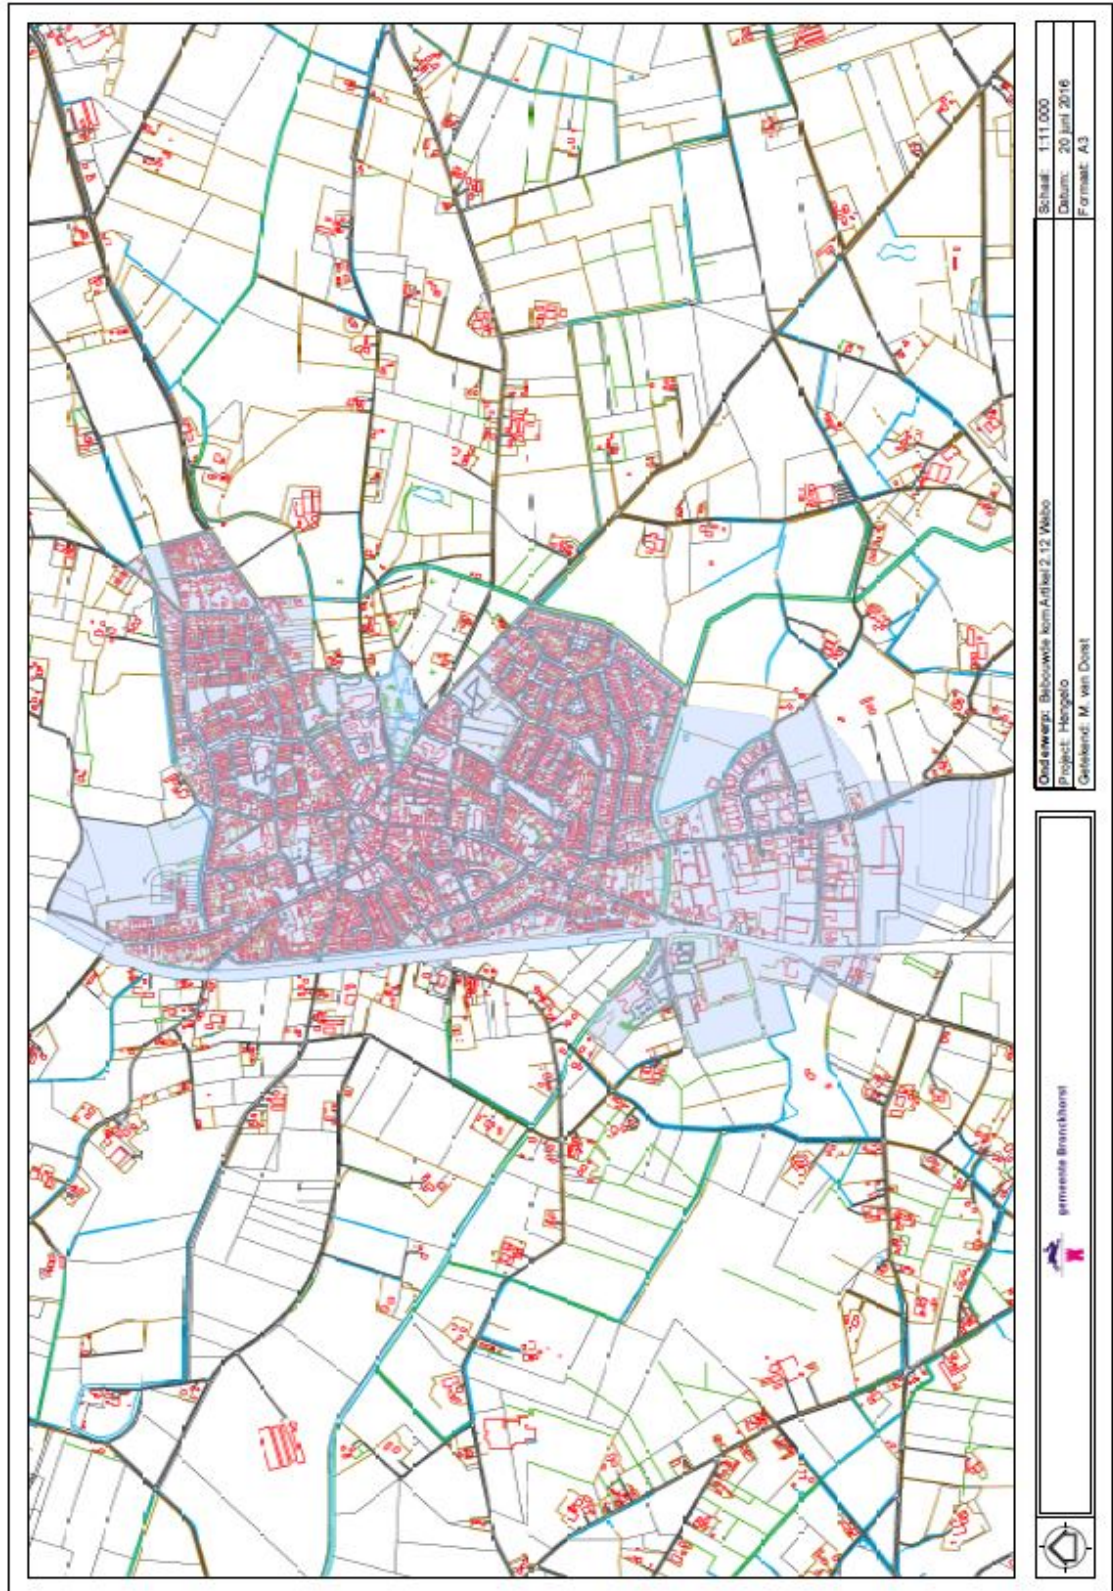 Onderwerp: Bebouwde kom Artikel 2.12 Wabo
Project: Hengelo
Getekend: M. van Dorst
Schaal: 1:11.000
Datum: 20 juni 2016
Formaat: A3
gemeente Bronckhorst